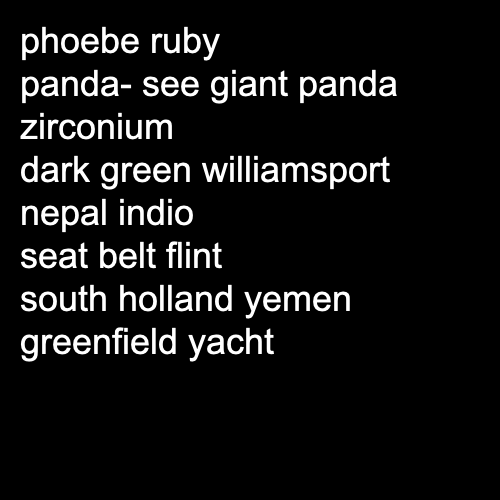 phoebe ruby
panda- see giant panda
zirconium
dark green williamsport
nepal indio
seat belt flint
south holland yemen
greenfield yacht